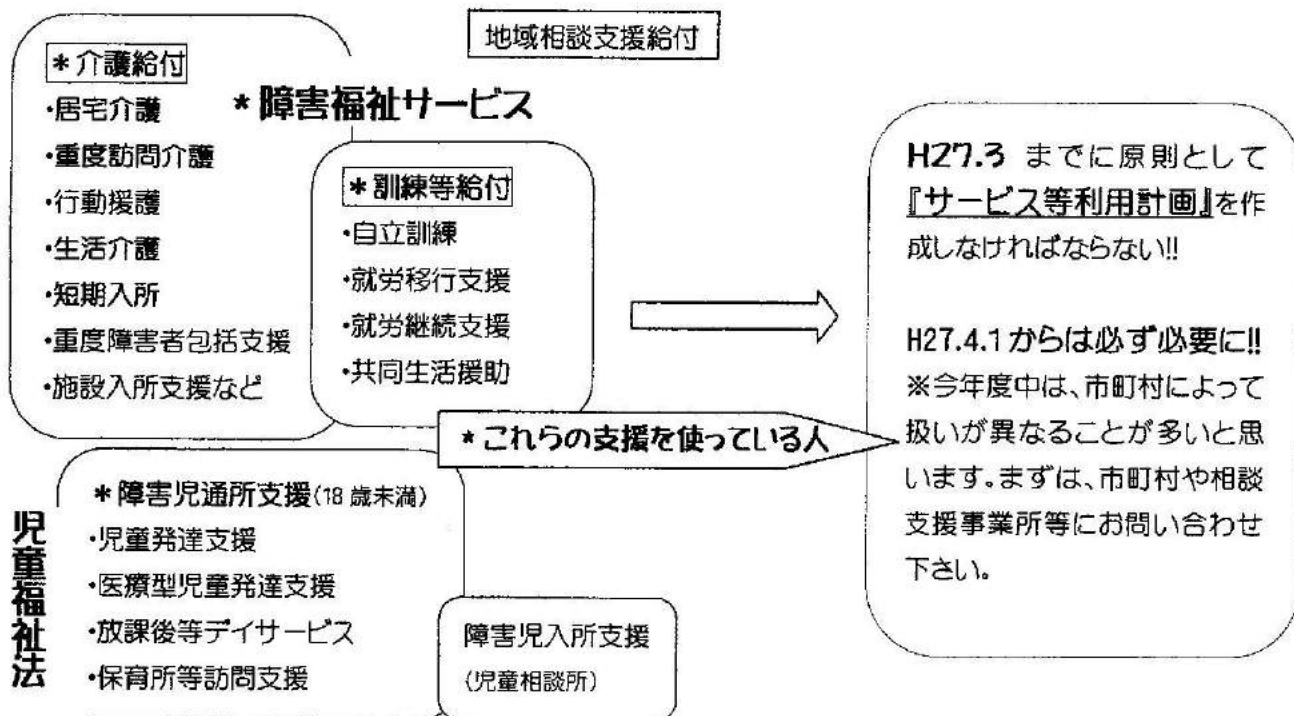 地域相談支援給付
＊介護給付
・居宅介護
・重度訪問介護
・行動援護
・生活介護
・短期入所
・重度障害者包括支援
・施設入所支援など
＊障害福祉サービス
＊訓練等給付
・自立訓練
・就労移行支援
・就労継続支援
・共同生活援助
＊これらの支援を使っている人
H27.3 までに原則として
『サービス等利用計画』を作
成しなければならない!!
H27.4.1からは必ず必要に!!
※今年度中は、市町村によって
扱いが異なることが多いと思
います。まずは、市町村や相談
支援事業所等にお問い合わせ
下さい。
児童福祉法
＊障害児通所支援(18歳未満)
・児童発達支援
・医療型児童発達支援
・放課後等デイサービス
・保育所等訪問支援
障害児入所支援
(児童相談所)